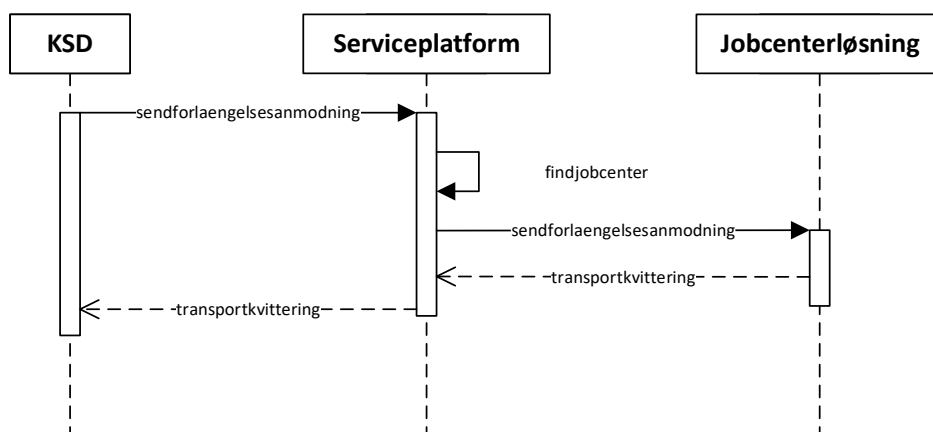 KSD
Serviceplatform
Jobcenterløsning
sendforlaengelsesanmodning
findjobcenter
sendforlaengelsesanmodning
transportkvittering
transportkvittering